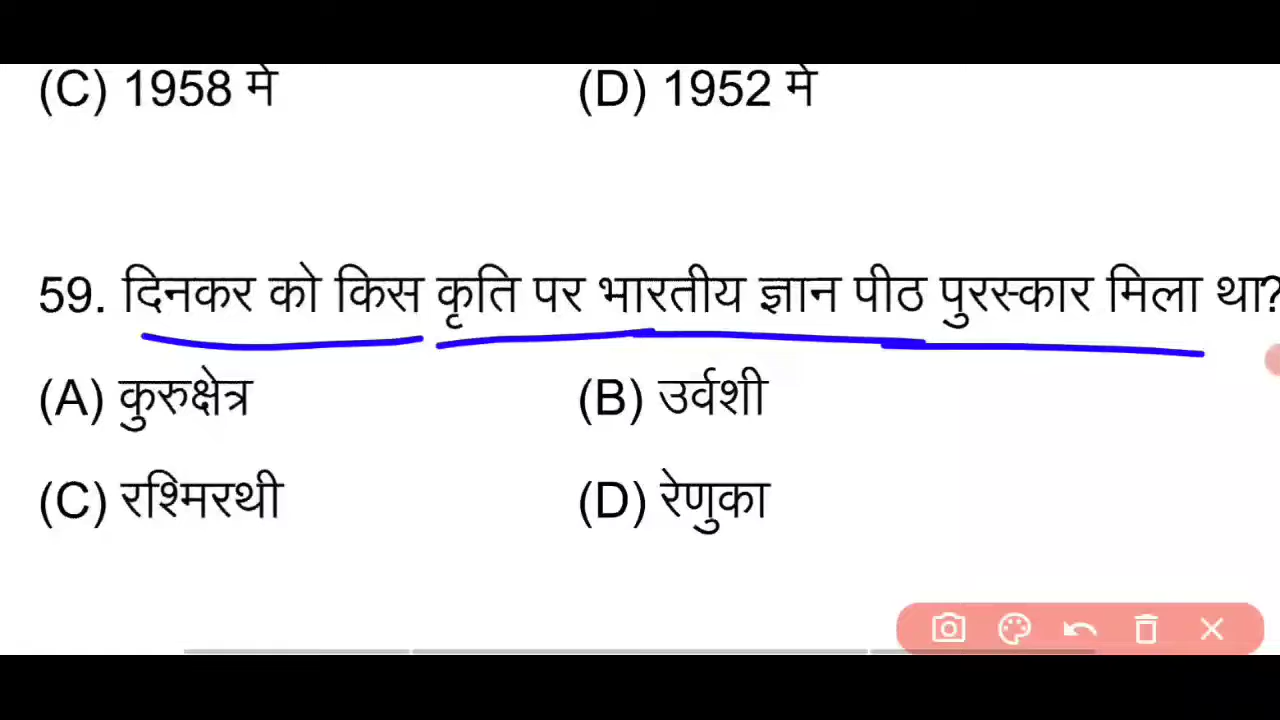 (C) 1958 मे (D) 1952 मे
59. दिनकर को किस कृति पर भारतीय ज्ञान पीठ पुरस्कार मिला था?
(A) कुरुक्षेत्र (B) उर्वशी
(C) रश्मिरथी (D) रेणुका